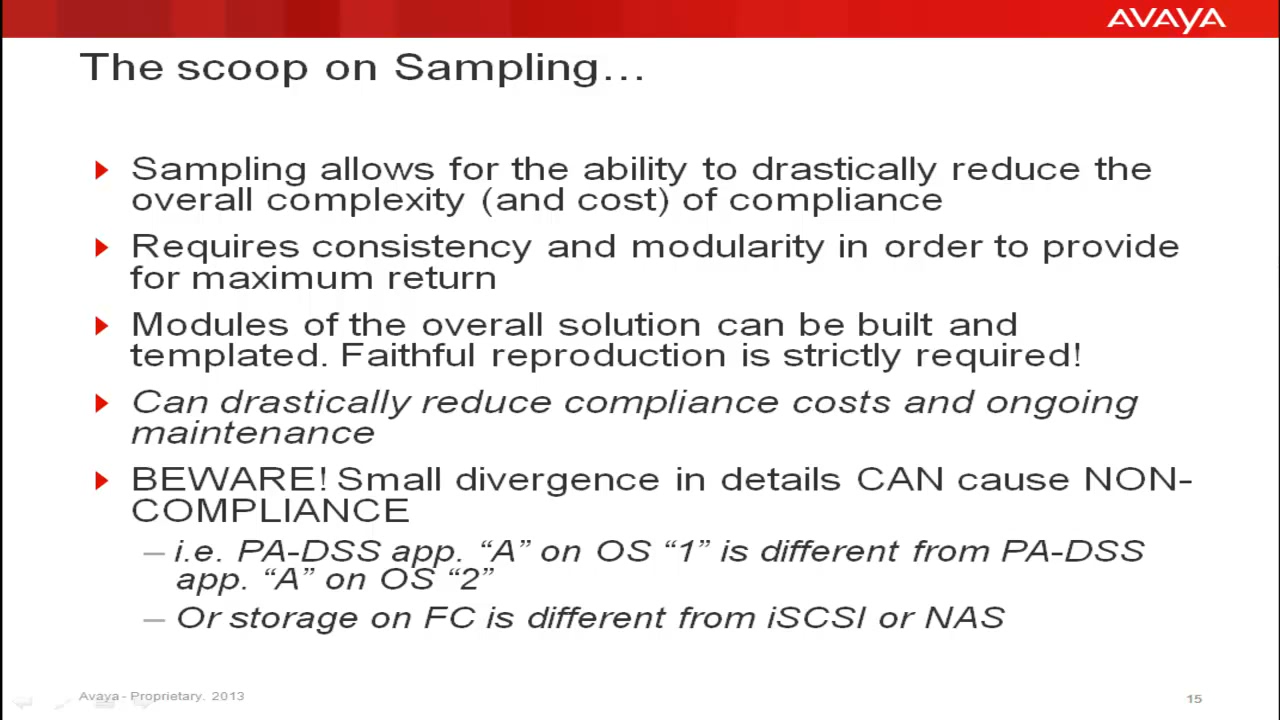 AVAYA
The scoop on Sampling…
Sampling allows for the ability to drastically reduce the
overall complexity (and cost) of compliance
Requires consistency and modularity in order to provide
for maximum return
Modules of the overall solution can be built and
templated. Faithful reproduction is strictly required!
Can drastically reduce compliance costs and ongoing
maintenance
BEWARE! Small divergence in details CAN cause NON-
COMPLIANCE
– i.e. PA-DSS app. “A” on OS “1” is different from PA-DSS
app. “A” on OS “2”
– Or storage on FC is different from iSCSI or NAS
Avaya - Proprietary. 2013
15